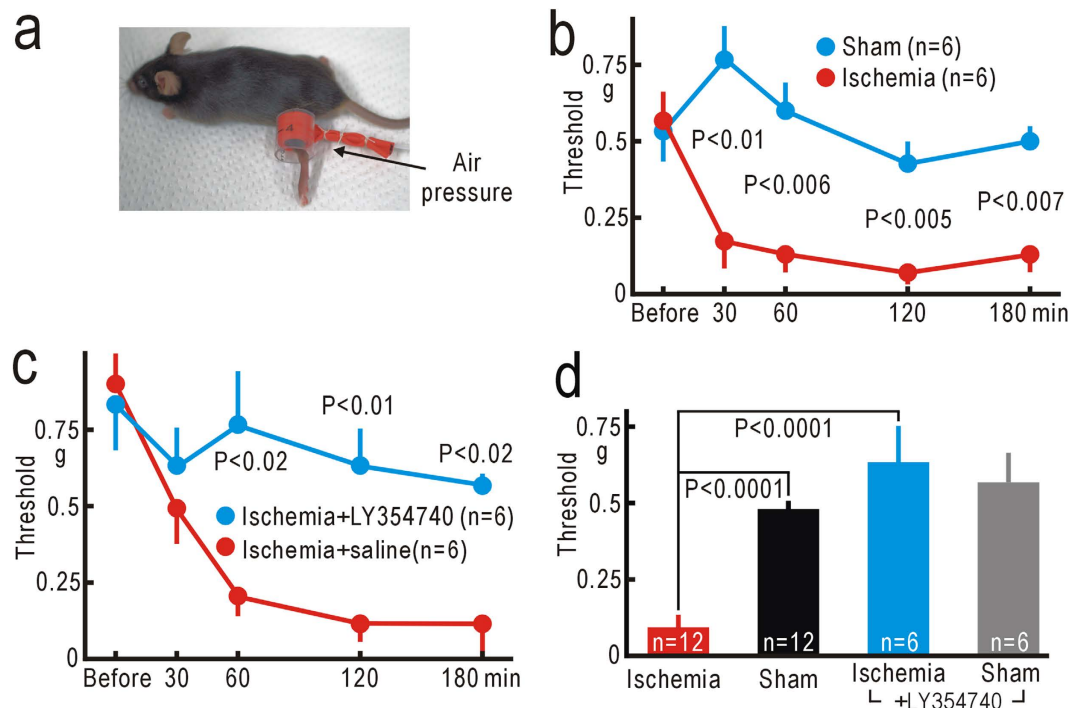 a
Air
pressure
b
Sham (n=6)
Ischemia (n=6)
Threshold
g
0.75
0.5
0.25
0
P<0.01
P<0.006
P<0.005
P<0.007
Before 30 60 120 180 min
c
Threshold
g
0.75
0.5
0.25
0
P<0.02
P<0.01
P<0.02
Ischemia+LY354740 (n=6)
Ischemia+saline(n=6)
Before 30 60 120 180 min
d
Threshold
g
0.75
0.5
0.25
0
P<0.0001
P<0.0001
n=12 n=12 n=6 n=6
Ischemia Sham Ischemia Sham
+LY354740